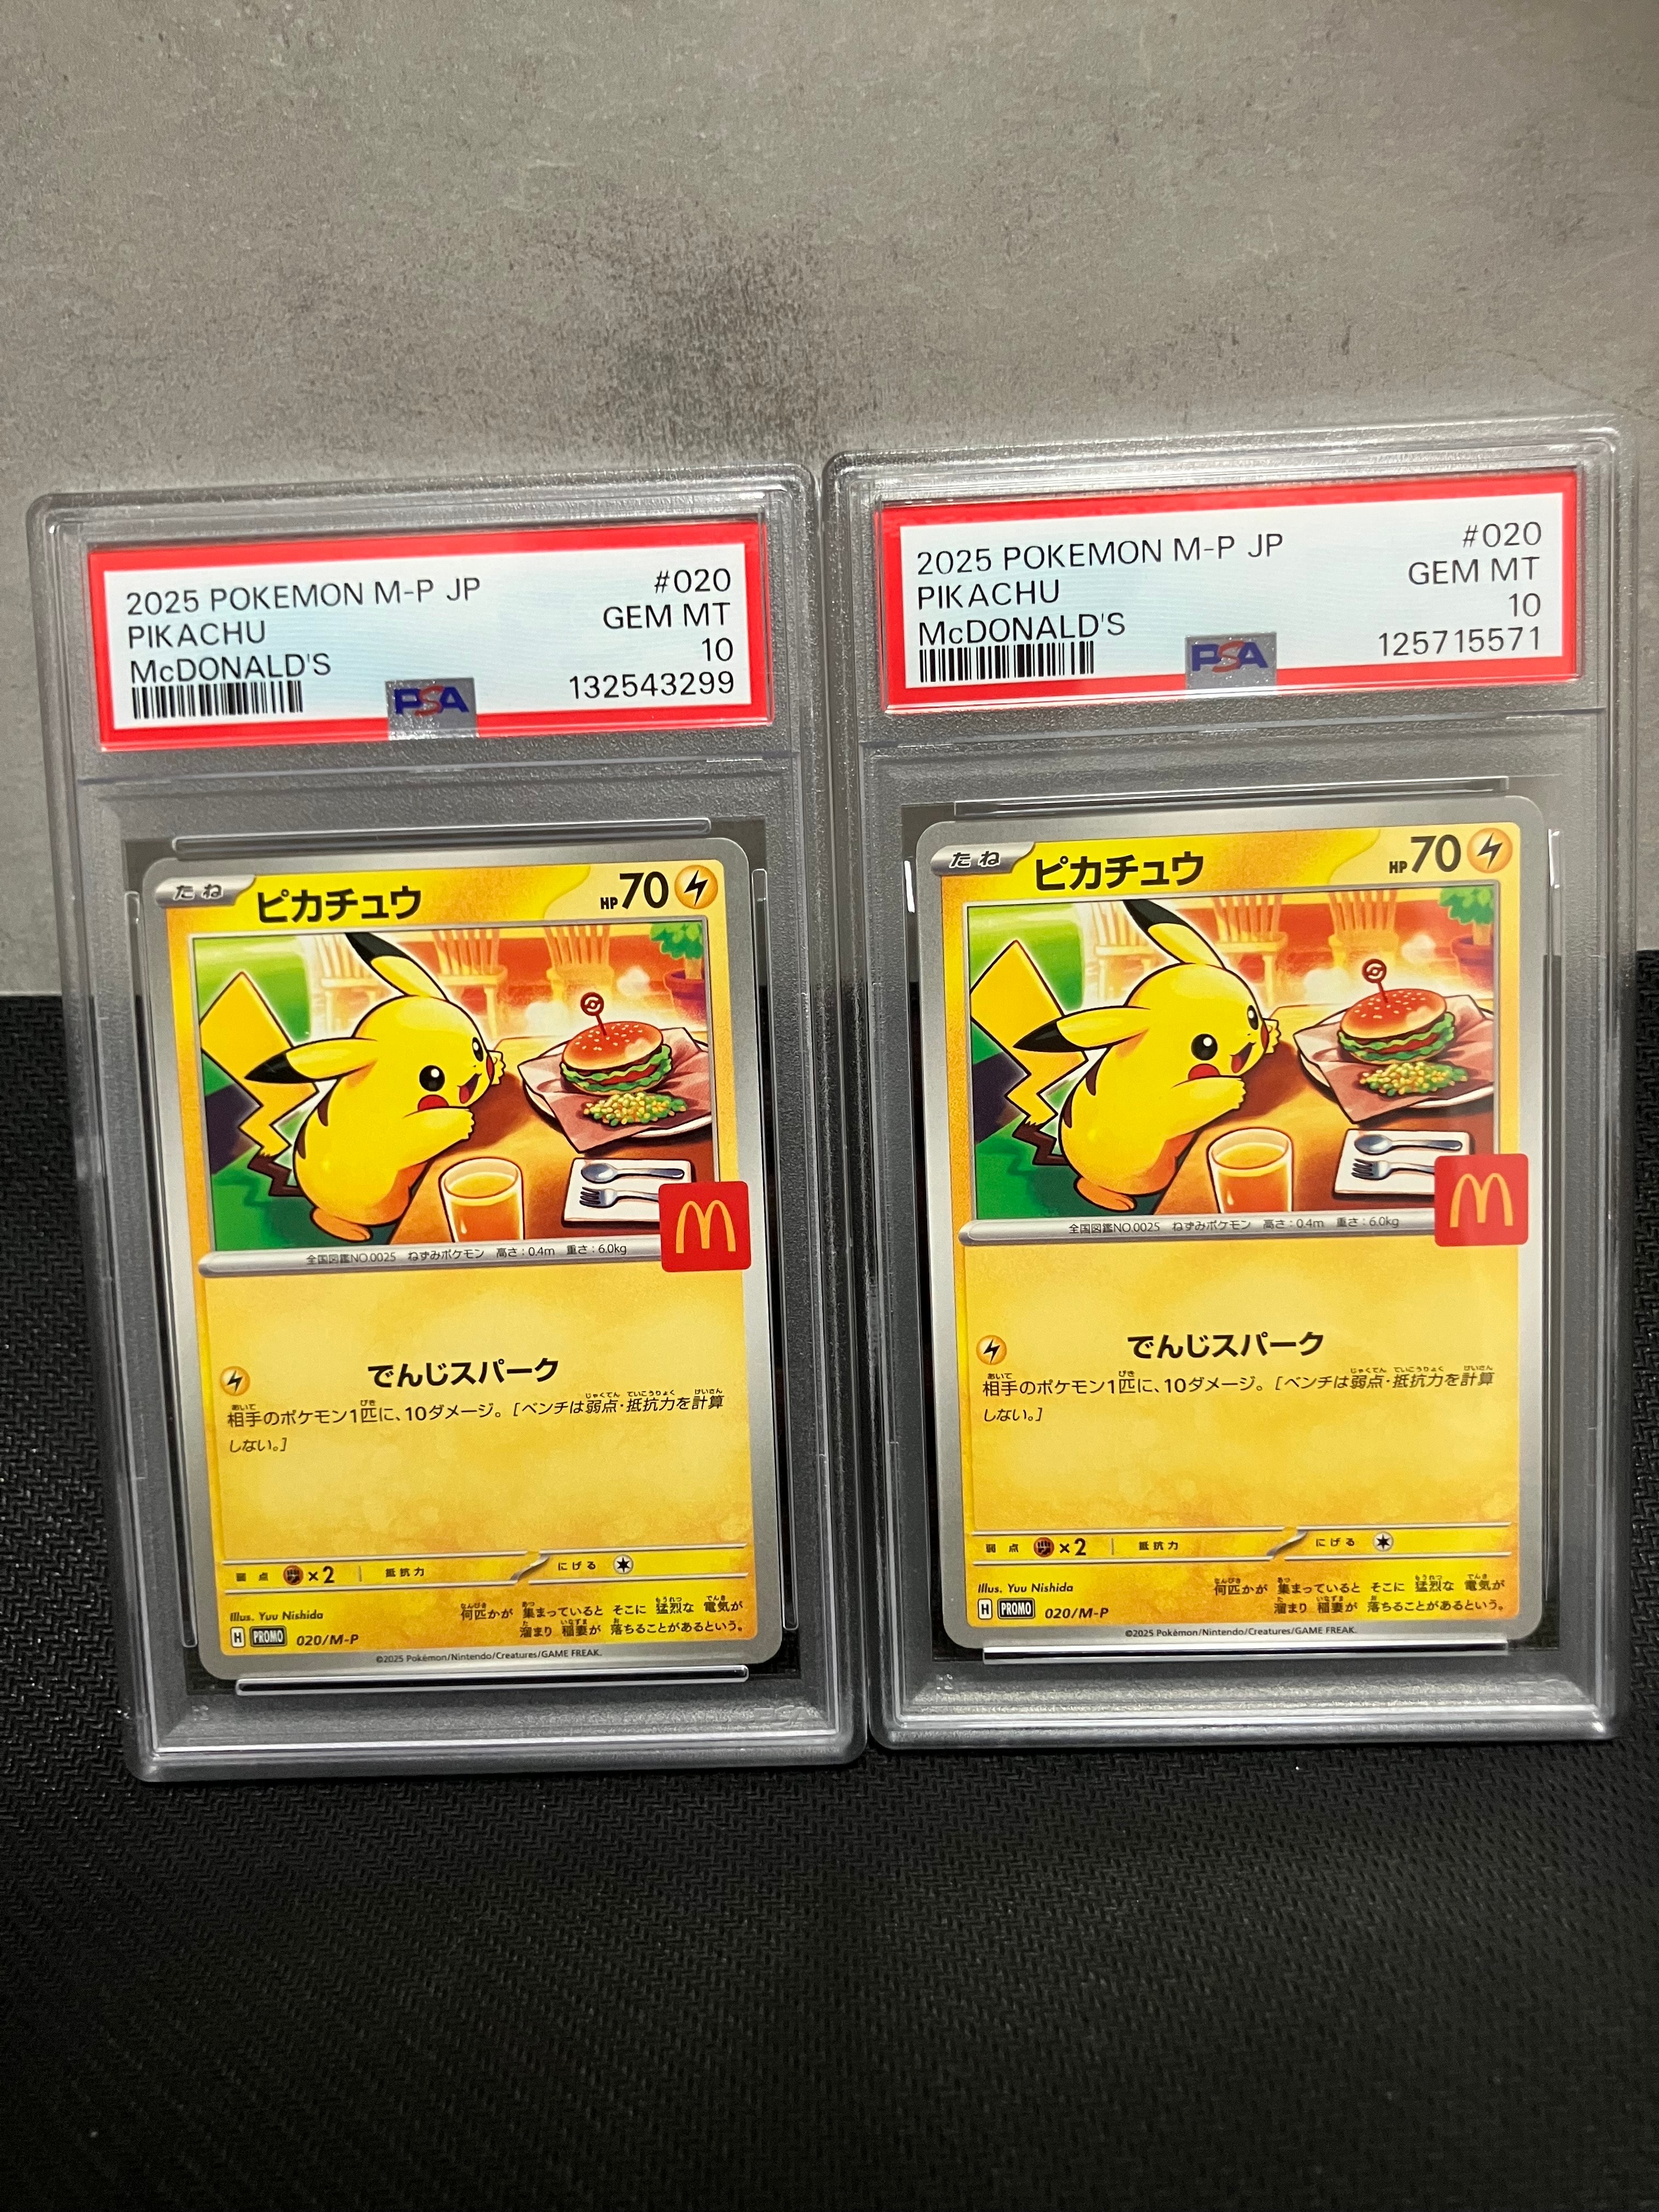 2025 POKEMON M-P JP #020
PIKACHU GEM MT
McDONALD'S 10
PSA 132543299
たね ピカチュウ HP70
全国図鑑NO.0025 ねずみポケモン 高さ:0.4m 重さ:6.0kg
でんじスパーク
相手のポケモン1匹に、10ダメージ。[ベンチは弱点・抵抗力を計算
しない。]
弱点 ×2 抵抗力 にげる
Illus. Yuu Nishida
何匹かが 集まっていると そこに 猛烈な 電気が
溜まり 稲妻が 落ちることがあるという。
H PROMO 020/M-P
©2025 Pokémon/Nintendo/Creatures/GAME FREAK.
2025 POKEMON M-P JP #020
PIKACHU GEM MT
McDONALD'S 10
PSA 125715571
たね ピカチュウ HP70
全国図鑑NO.0025 ねずみポケモン 高さ:0.4m 重さ:6.0kg
でんじスパーク
相手のポケモン1匹に、10ダメージ。[ベンチは弱点・抵抗力を計算
しない。]
弱点 ×2 抵抗力 にげる
Illus. Yuu Nishida
何匹かが 集まっていると そこに 猛烈な 電気が
溜まり 稲妻が 落ちることがあるという。
H PROMO 020/M-P
©2025 Pokémon/Nintendo/Creatures/GAME FREAK.